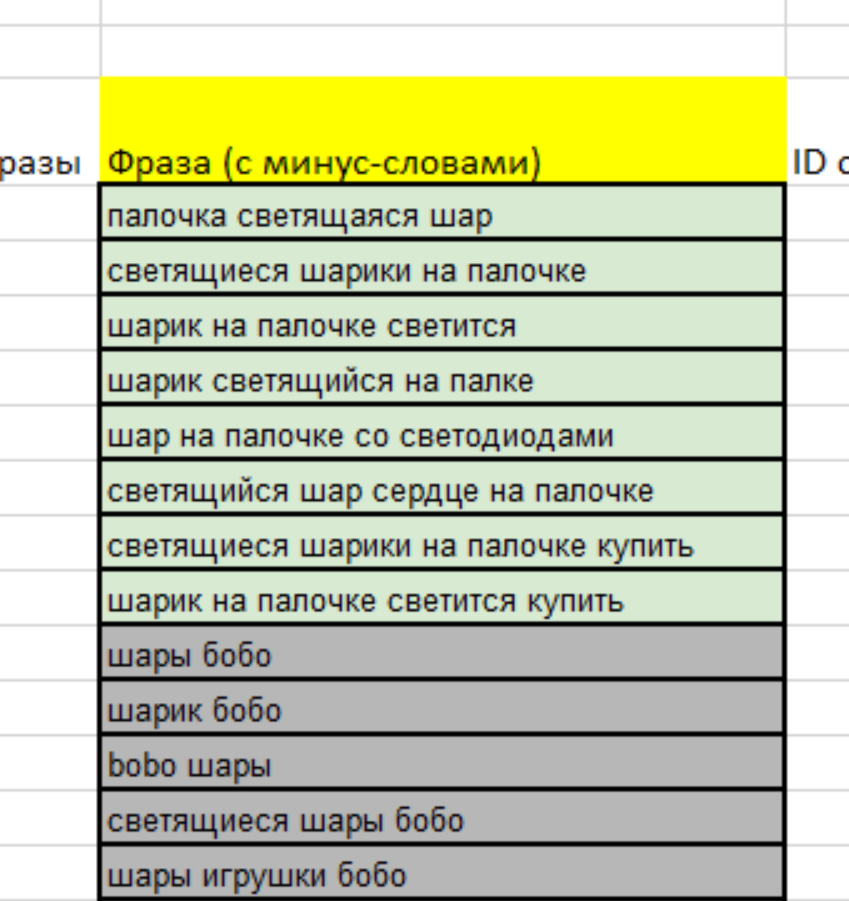 разы Фраза (с минус-словами) ID
палочка светящаяся шар
светящиеся шарики на палочке
шарик на палочке светится
шарик светящийся на палке
шар на палочке со светодиодами
светящийся шар сердце на палочке
светящиеся шарики на палочке купить
шарик на палочке светится купить
шары бобо
шарик бобо
bobo шары
светящиеся шары бобо
шары игрушки бобо